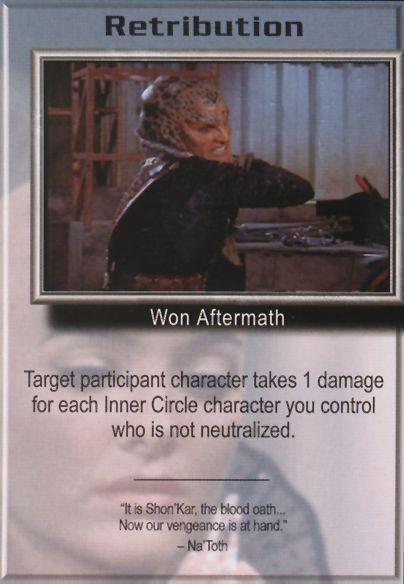 Retribution
Won Aftermath
Target participant character takes 1 damage
for each Inner Circle character you control
who is not neutralized.
“It is Shon’Kar, the blood oath...
Now our vengeance is at hand.”
– Na’Toth